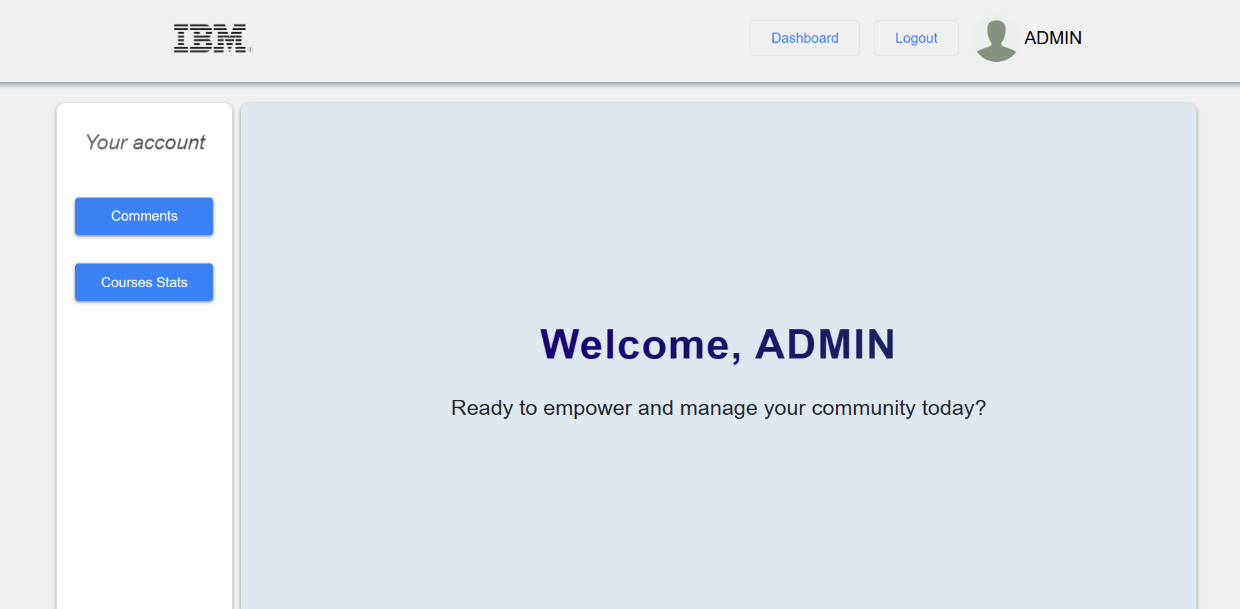 IBM®
Dashboard
Logout
ADMIN
Your account
Comments
Courses Stats
Welcome, ADMIN
Ready to empower and manage your community today?